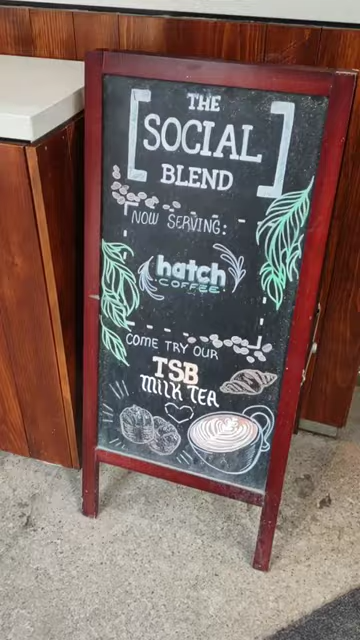 THE
SOCIAL
BLEND
NOW SERVING:
hatch
COFFEE
COME TRY OUR
TSB
MILK TEA